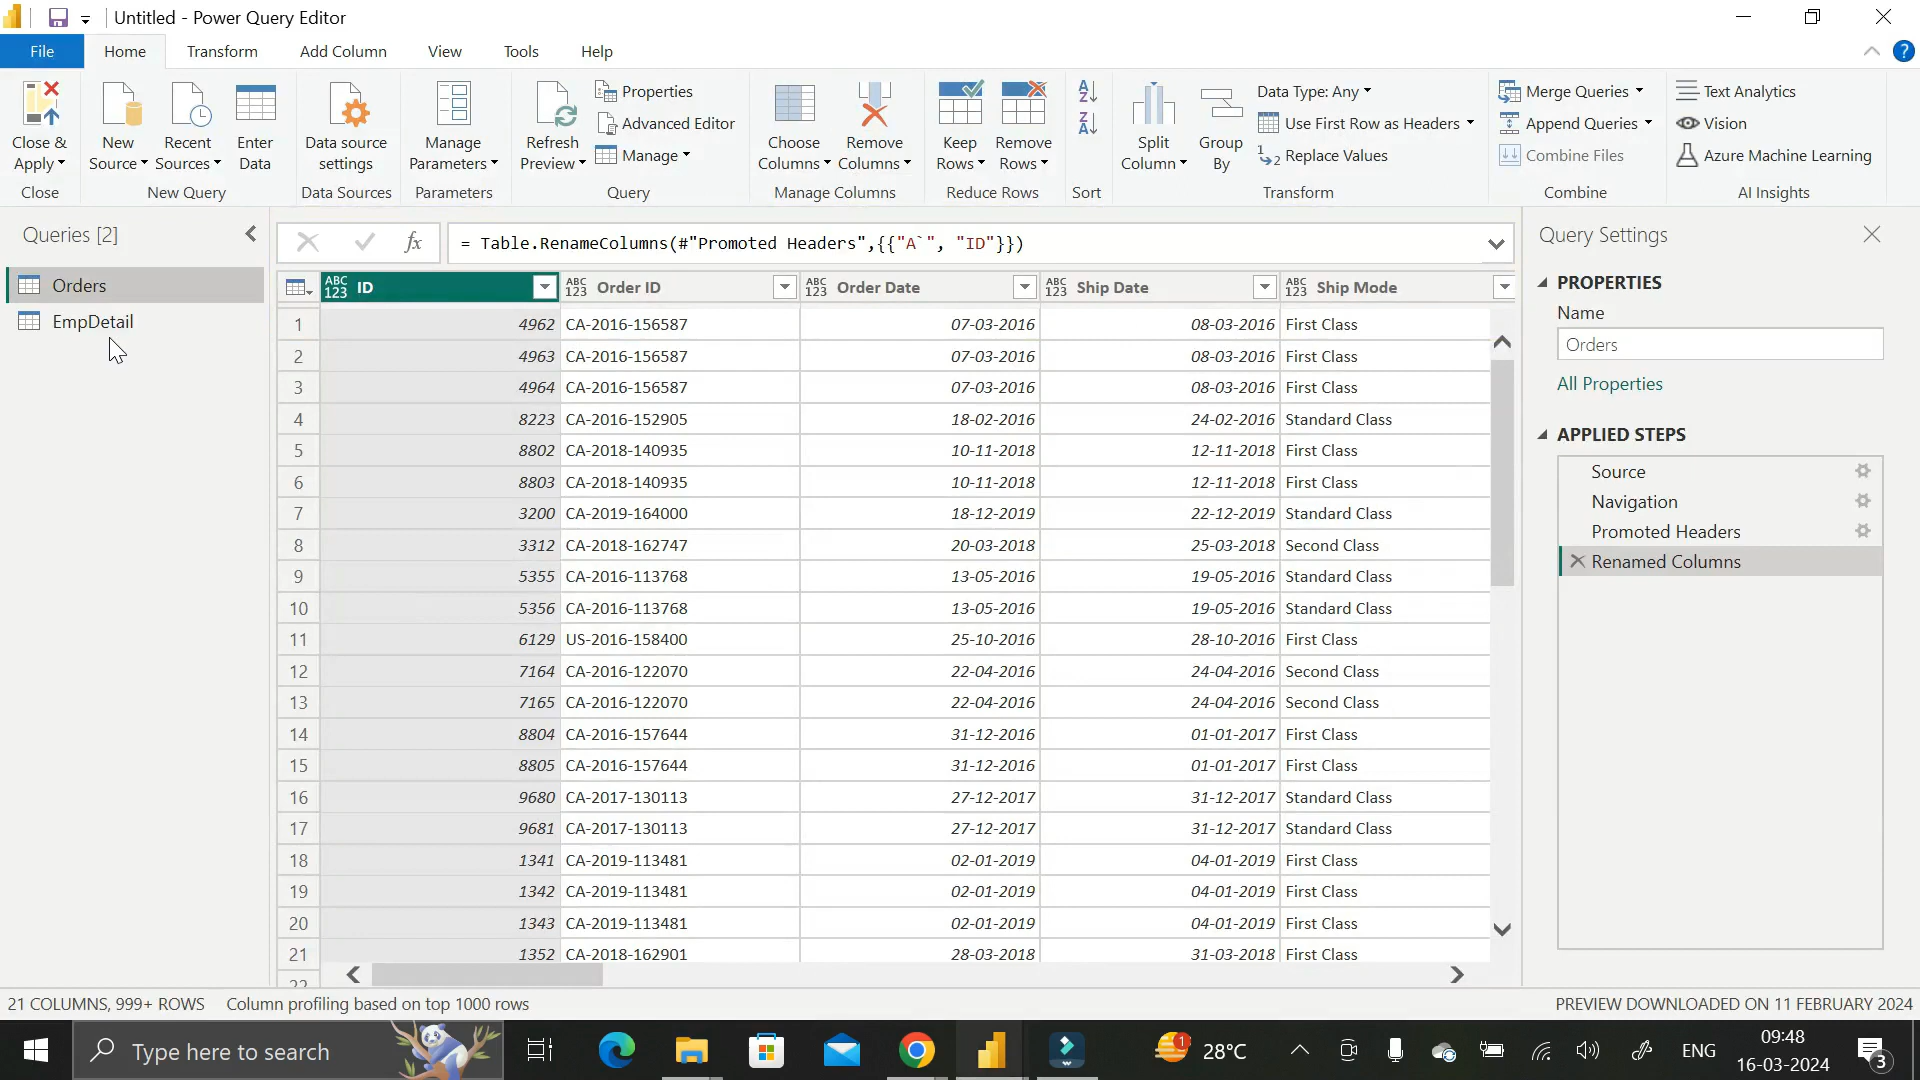 Untitled - Power Query Editor
File Home Transform Add Column View Tools Help
Close & Apply
New Source
Recent Sources
Enter Data
Data source settings
Manage Parameters
Refresh Preview
Properties
Advanced Editor
Manage
Choose Columns
Remove Columns
Keep Rows
Remove Rows
Split Column
Group By
Data Type: Any
Use First Row as Headers
Replace Values
Merge Queries
Append Queries
Combine Files
Text Analytics
Vision
Azure Machine Learning
Close New Query Data Sources Parameters Query Manage Columns Reduce Rows Sort Transform Combine AI Insights
Queries [2]
Orders
EmpDetail
fx = Table.RenameColumns(#"Promoted Headers",{{"A`", "ID"}})
ABC 123 ID ABC 123 Order ID ABC 123 Order Date ABC 123 Ship Date ABC 123 Ship Mode
1 4962 CA-2016-156587 07-03-2016 08-03-2016 First Class
2 4963 CA-2016-156587 07-03-2016 08-03-2016 First Class
3 4964 CA-2016-156587 07-03-2016 08-03-2016 First Class
4 8223 CA-2016-152905 18-02-2016 24-02-2016 Standard Class
5 8802 CA-2018-140935 10-11-2018 12-11-2018 First Class
6 8803 CA-2018-140935 10-11-2018 12-11-2018 First Class
7 3200 CA-2019-164000 18-12-2019 22-12-2019 Standard Class
8 3312 CA-2018-162747 20-03-2018 25-03-2018 Second Class
9 5355 CA-2016-113768 13-05-2016 19-05-2016 Standard Class
10 5356 CA-2016-113768 13-05-2016 19-05-2016 Standard Class
11 6129 US-2016-158400 25-10-2016 28-10-2016 First Class
12 7164 CA-2016-122070 22-04-2016 24-04-2016 Second Class
13 7165 CA-2016-122070 22-04-2016 24-04-2016 Second Class
14 8804 CA-2016-157644 31-12-2016 01-01-2017 First Class
15 8805 CA-2016-157644 31-12-2016 01-01-2017 First Class
16 9680 CA-2017-130113 27-12-2017 31-12-2017 Standard Class
17 9681 CA-2017-130113 27-12-2017 31-12-2017 Standard Class
18 1341 CA-2019-113481 02-01-2019 04-01-2019 First Class
19 1342 CA-2019-113481 02-01-2019 04-01-2019 First Class
20 1343 CA-2019-113481 02-01-2019 04-01-2019 First Class
21 1352 CA-2018-162901 28-03-2018 31-03-2018 First Class
22
Query Settings
PROPERTIES
Name
Orders
All Properties
APPLIED STEPS
Source
Navigation
Promoted Headers
Renamed Columns
21 COLUMNS, 999+ ROWS Column profiling based on top 1000 rows PREVIEW DOWNLOADED ON 11 FEBRUARY 2024
Type here to search
1 28°C ENG
09:48
16-03-2024
3